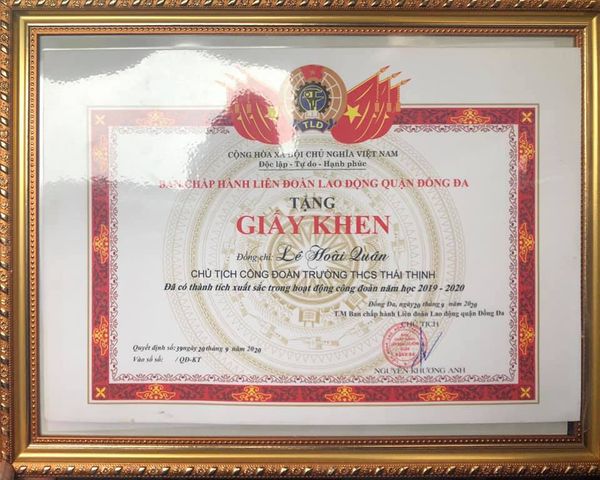 TLD
CỘNG HÒA XÃ HỘI CHỦ NGHĨA VIỆT NAM
Độc lập - Tự do - Hạnh phúc
BAN CHẤP HÀNH LIÊN ĐOÀN LAO ĐỘNG QUẬN ĐỐNG ĐA
TẶNG
GIẤY KHEN
Đồng chí: Lê Hoài Quân
CHỦ TỊCH CÔNG ĐOÀN TRƯỜNG THCS THÁI THỊNH
Đã có thành tích xuất sắc trong hoạt động công đoàn năm học 2019 - 2020
Đống Đa, ngày 29 tháng 9 năm 2020
T.M Ban chấp hành Liên đoàn Lao động quận Đống Đa
CHỦ TỊCH
Quyết định số: 39 ngày 29 tháng 9 năm 2020
Vào sổ số: / QĐ-KT
NGUYỄN KHƯƠNG ANH